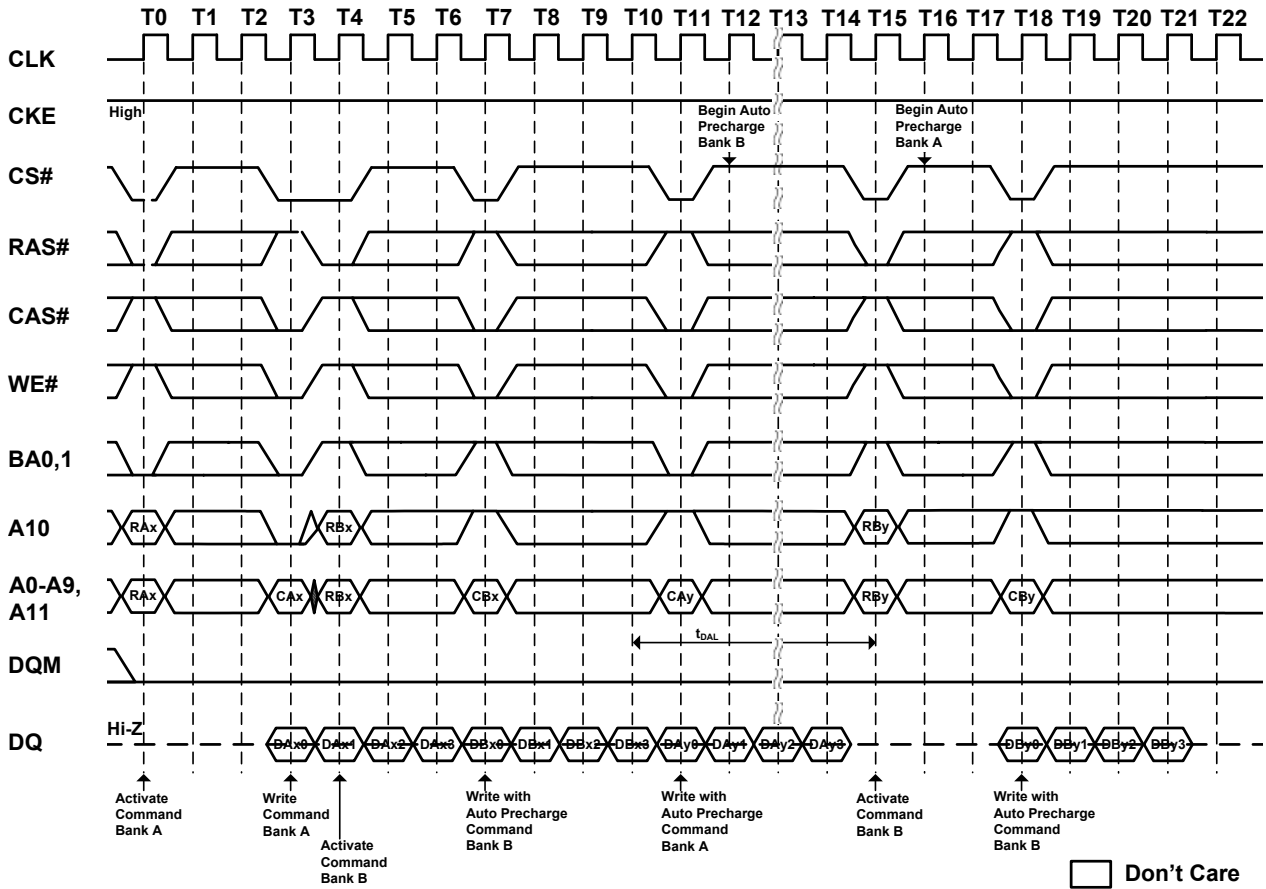 T0 T1 T2 T3 T4 T5 T6 T7 T8 T9 T10 T11 T12 T13 T14 T15 T16 T17 T18 T19 T20 T21 T22
CLK
CKE
High
Begin Auto
Precharge
Bank B
Begin Auto
Precharge
Bank A
CS#
RAS#
CAS#
WE#
BA0,1
A10
RAx RBx RBy
A0-A9,
A11
RAx CAx RBx CBx CAy RBy CBy
tDAL
DQM
DQ
Hi-Z
DAx0 DAx1 DAx2 DAx3 DBx0 DBx1 DBx2 DBx3 DAy0 DAy1 DAy2 DAy3 DBy0 DBy1 DBy2 DBy3
Activate
Command
Bank A
Write
Command
Bank A
Activate
Command
Bank B
Write with
Auto Precharge
Command
Bank B
Write with
Auto Precharge
Command
Bank A
Activate
Command
Bank B
Write with
Auto Precharge
Command
Bank B
Don't Care